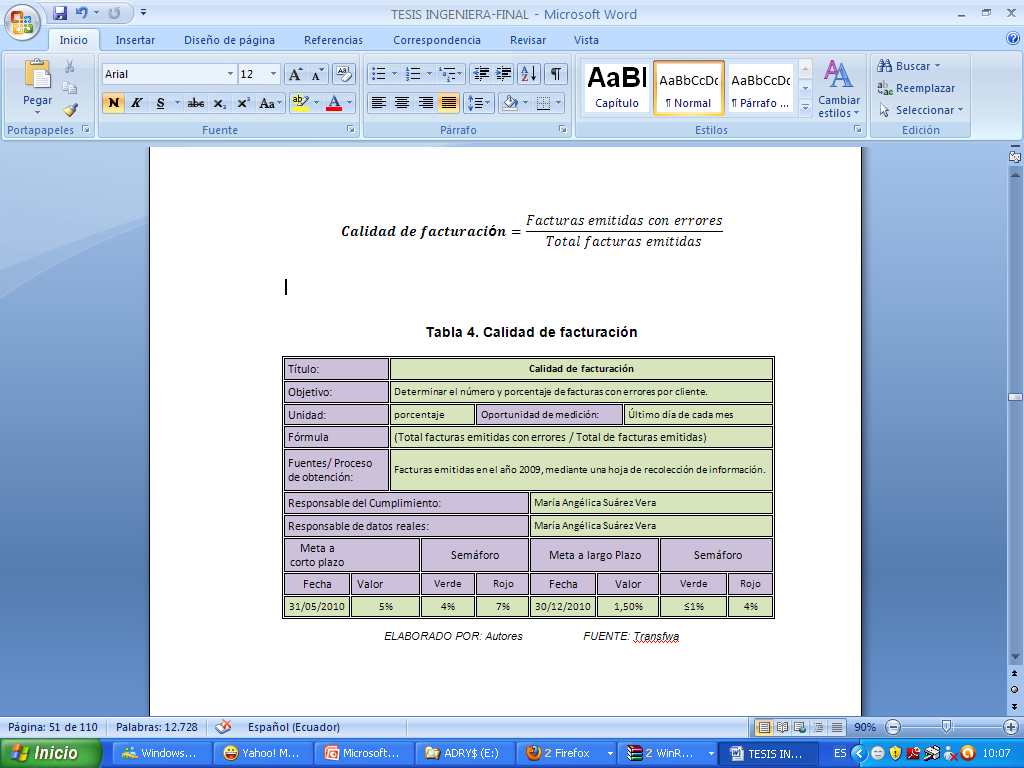 TESIS INGENIERA-FINAL - Microsoft Word
Inicio Insertar Diseño de página Referencias Correspondencia Revisar Vista
Pegar
Portapapeles
Arial 12
N K S abc x₂ x² Aa
Fuente
Párrafo
AaBl AaBbCcDc AaBbCcDc
Capítulo ¶ Normal ¶ Párrafo ...
Cambiar estilos
Estilos
Buscar
Reemplazar
Seleccionar
Edición
Calidad de facturación = Facturas emitidas con errores / Total facturas emitidas
Tabla 4. Calidad de facturación
Título: Calidad de facturación
Objetivo: Determinar el número y porcentaje de facturas con errores por cliente.
Unidad: porcentaje Oportunidad de medición: Último día de cada mes
Fórmula (Total facturas emitidas con errores / Total de facturas emitidas)
Fuentes/ Proceso de obtención: Facturas emitidas en el año 2009, mediante una hoja de recolección de información.
Responsable del Cumplimiento: María Angélica Suárez Vera
Responsable de datos reales: María Angélica Suárez Vera
Meta a corto plazo Semáforo Meta a largo Plazo Semáforo
Fecha Valor Verde Rojo Fecha Valor Verde Rojo
31/05/2010 5% 4% 7% 30/12/2010 1,50% ≤1% 4%
ELABORADO POR: Autores FUENTE: Transfwa
Página: 51 de 110 Palabras: 12.728 Español (Ecuador) 90%
Inicio Windows... Yahoo! M... Microsoft... ADRY$ (E:) 2 Firefox 2 WinR... TESIS IN... ES 10:07